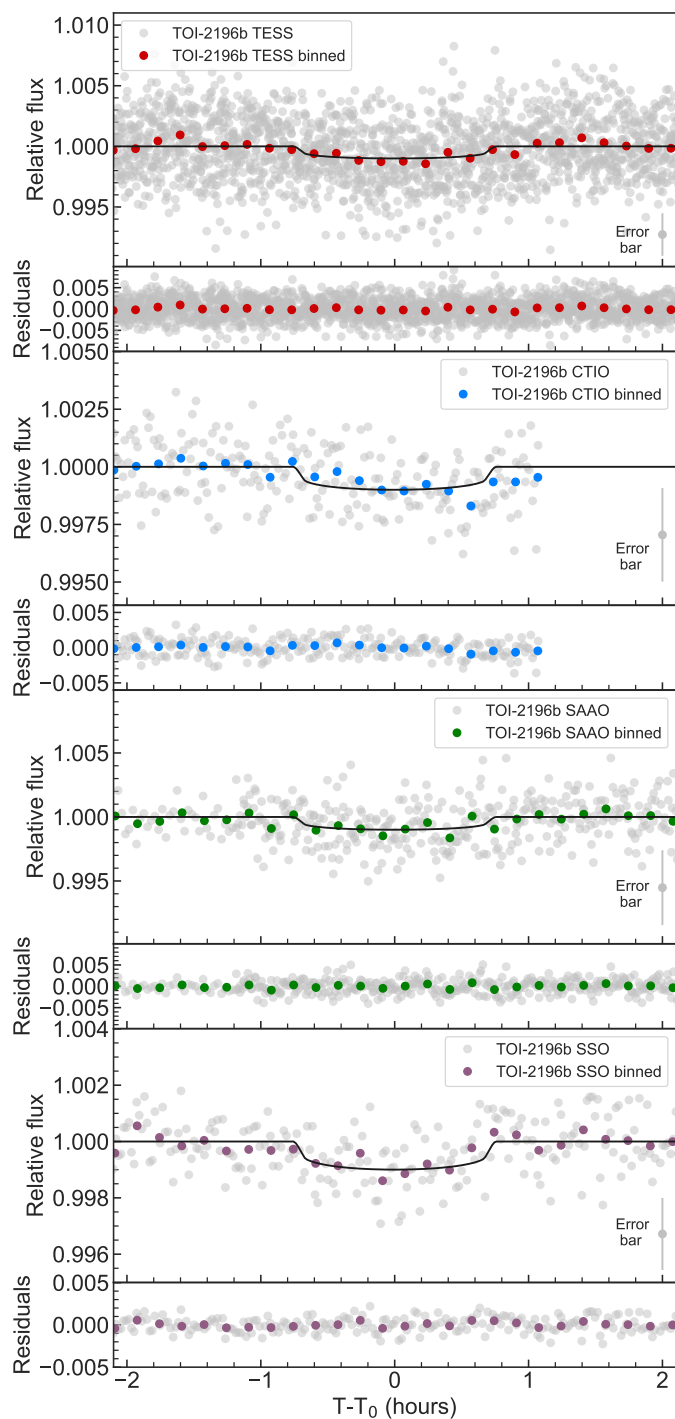 1.010
TOI-2196b TESS
TOI-2196b TESS binned
1.005
1.000
0.995
Relative flux
Error
bar
0.005
0.000
−0.005
Residuals
1.0050
TOI-2196b CTIO
TOI-2196b CTIO binned
1.0025
1.0000
0.9975
0.9950
Relative flux
Error
bar
0.005
0.000
−0.005
Residuals
TOI-2196b SAAO
TOI-2196b SAAO binned
1.005
1.000
0.995
Relative flux
Error
bar
0.005
0.000
−0.005
Residuals
1.004
TOI-2196b SSO
TOI-2196b SSO binned
1.002
1.000
0.998
0.996
Relative flux
Error
bar
0.005
0.000
−0.005
Residuals
−2 −1 0 1 2
T-T₀ (hours)